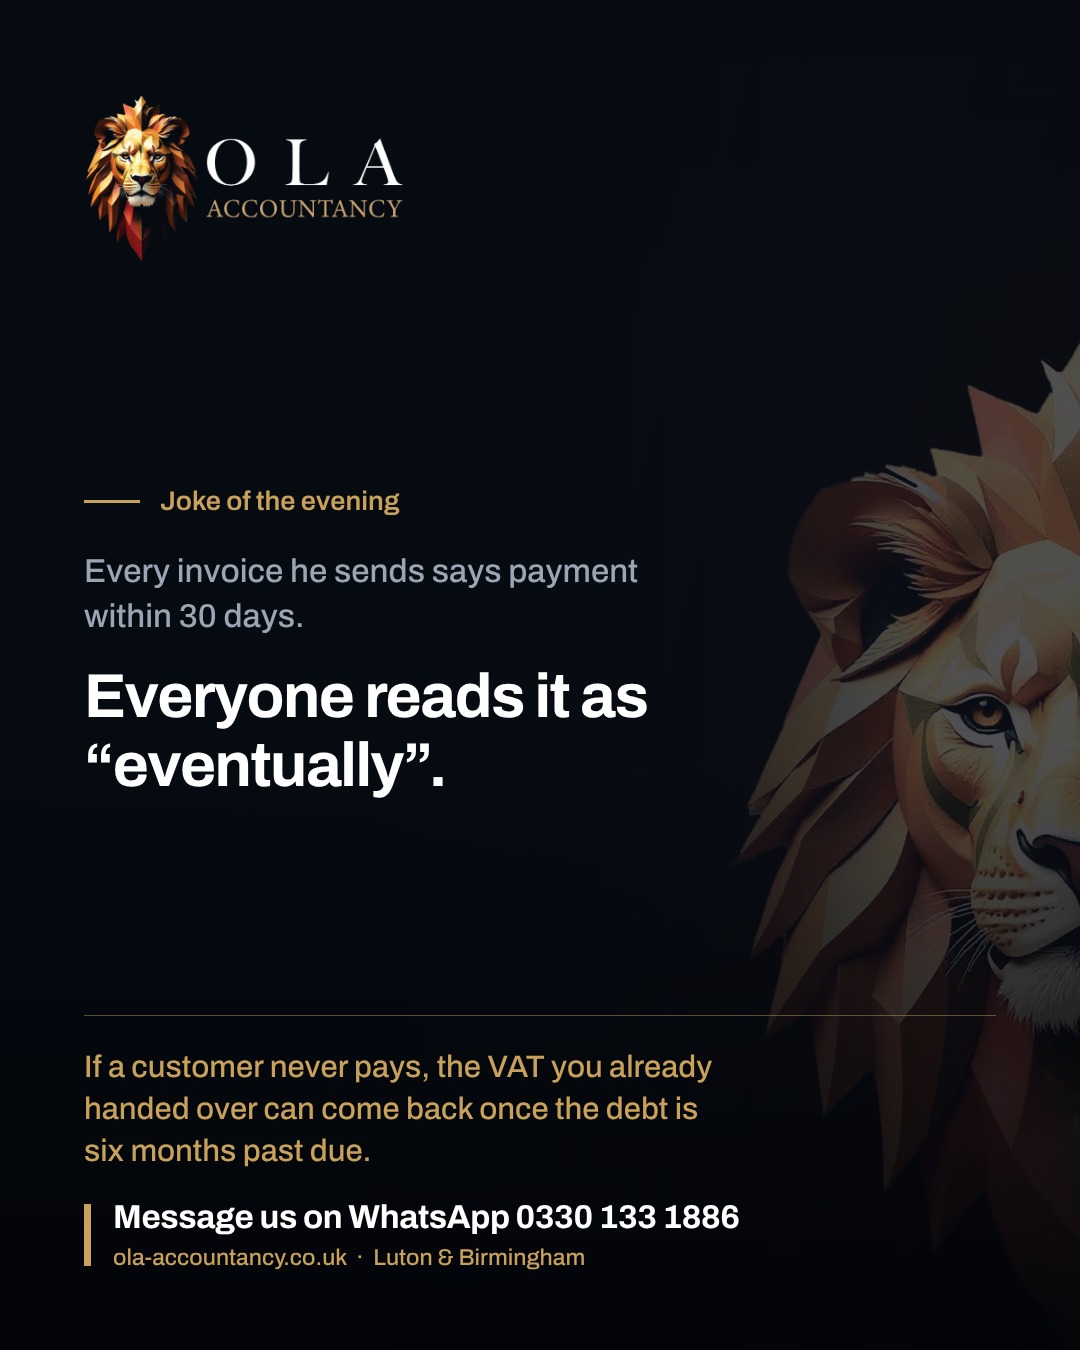 OLA
ACCOUNTANCY
Joke of the evening
Every invoice he sends says payment
within 30 days.
Everyone reads it as
“eventually”.
If a customer never pays, the VAT you already
handed over can come back once the debt is
six months past due.
Message us on WhatsApp 0330 133 1886
ola-accountancy.co.uk · Luton & Birmingham